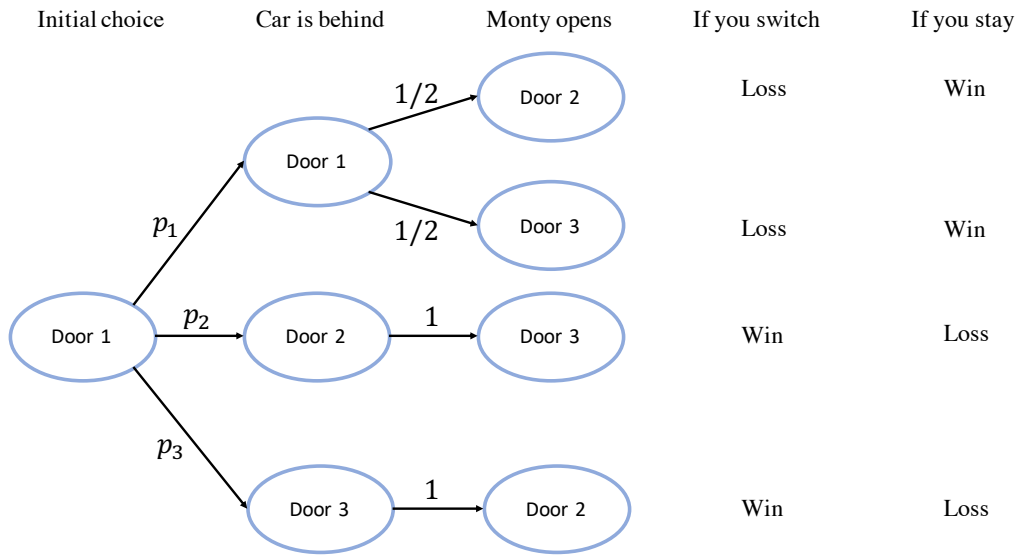 Initial choice Car is behind Monty opens If you switch If you stay
1/2 Door 2 Loss Win
Door 1
p₁ 1/2 Door 3 Loss Win
Door 1 p₂ Door 2 1 Door 3 Win Loss
p₃
Door 3 1 Door 2 Win Loss